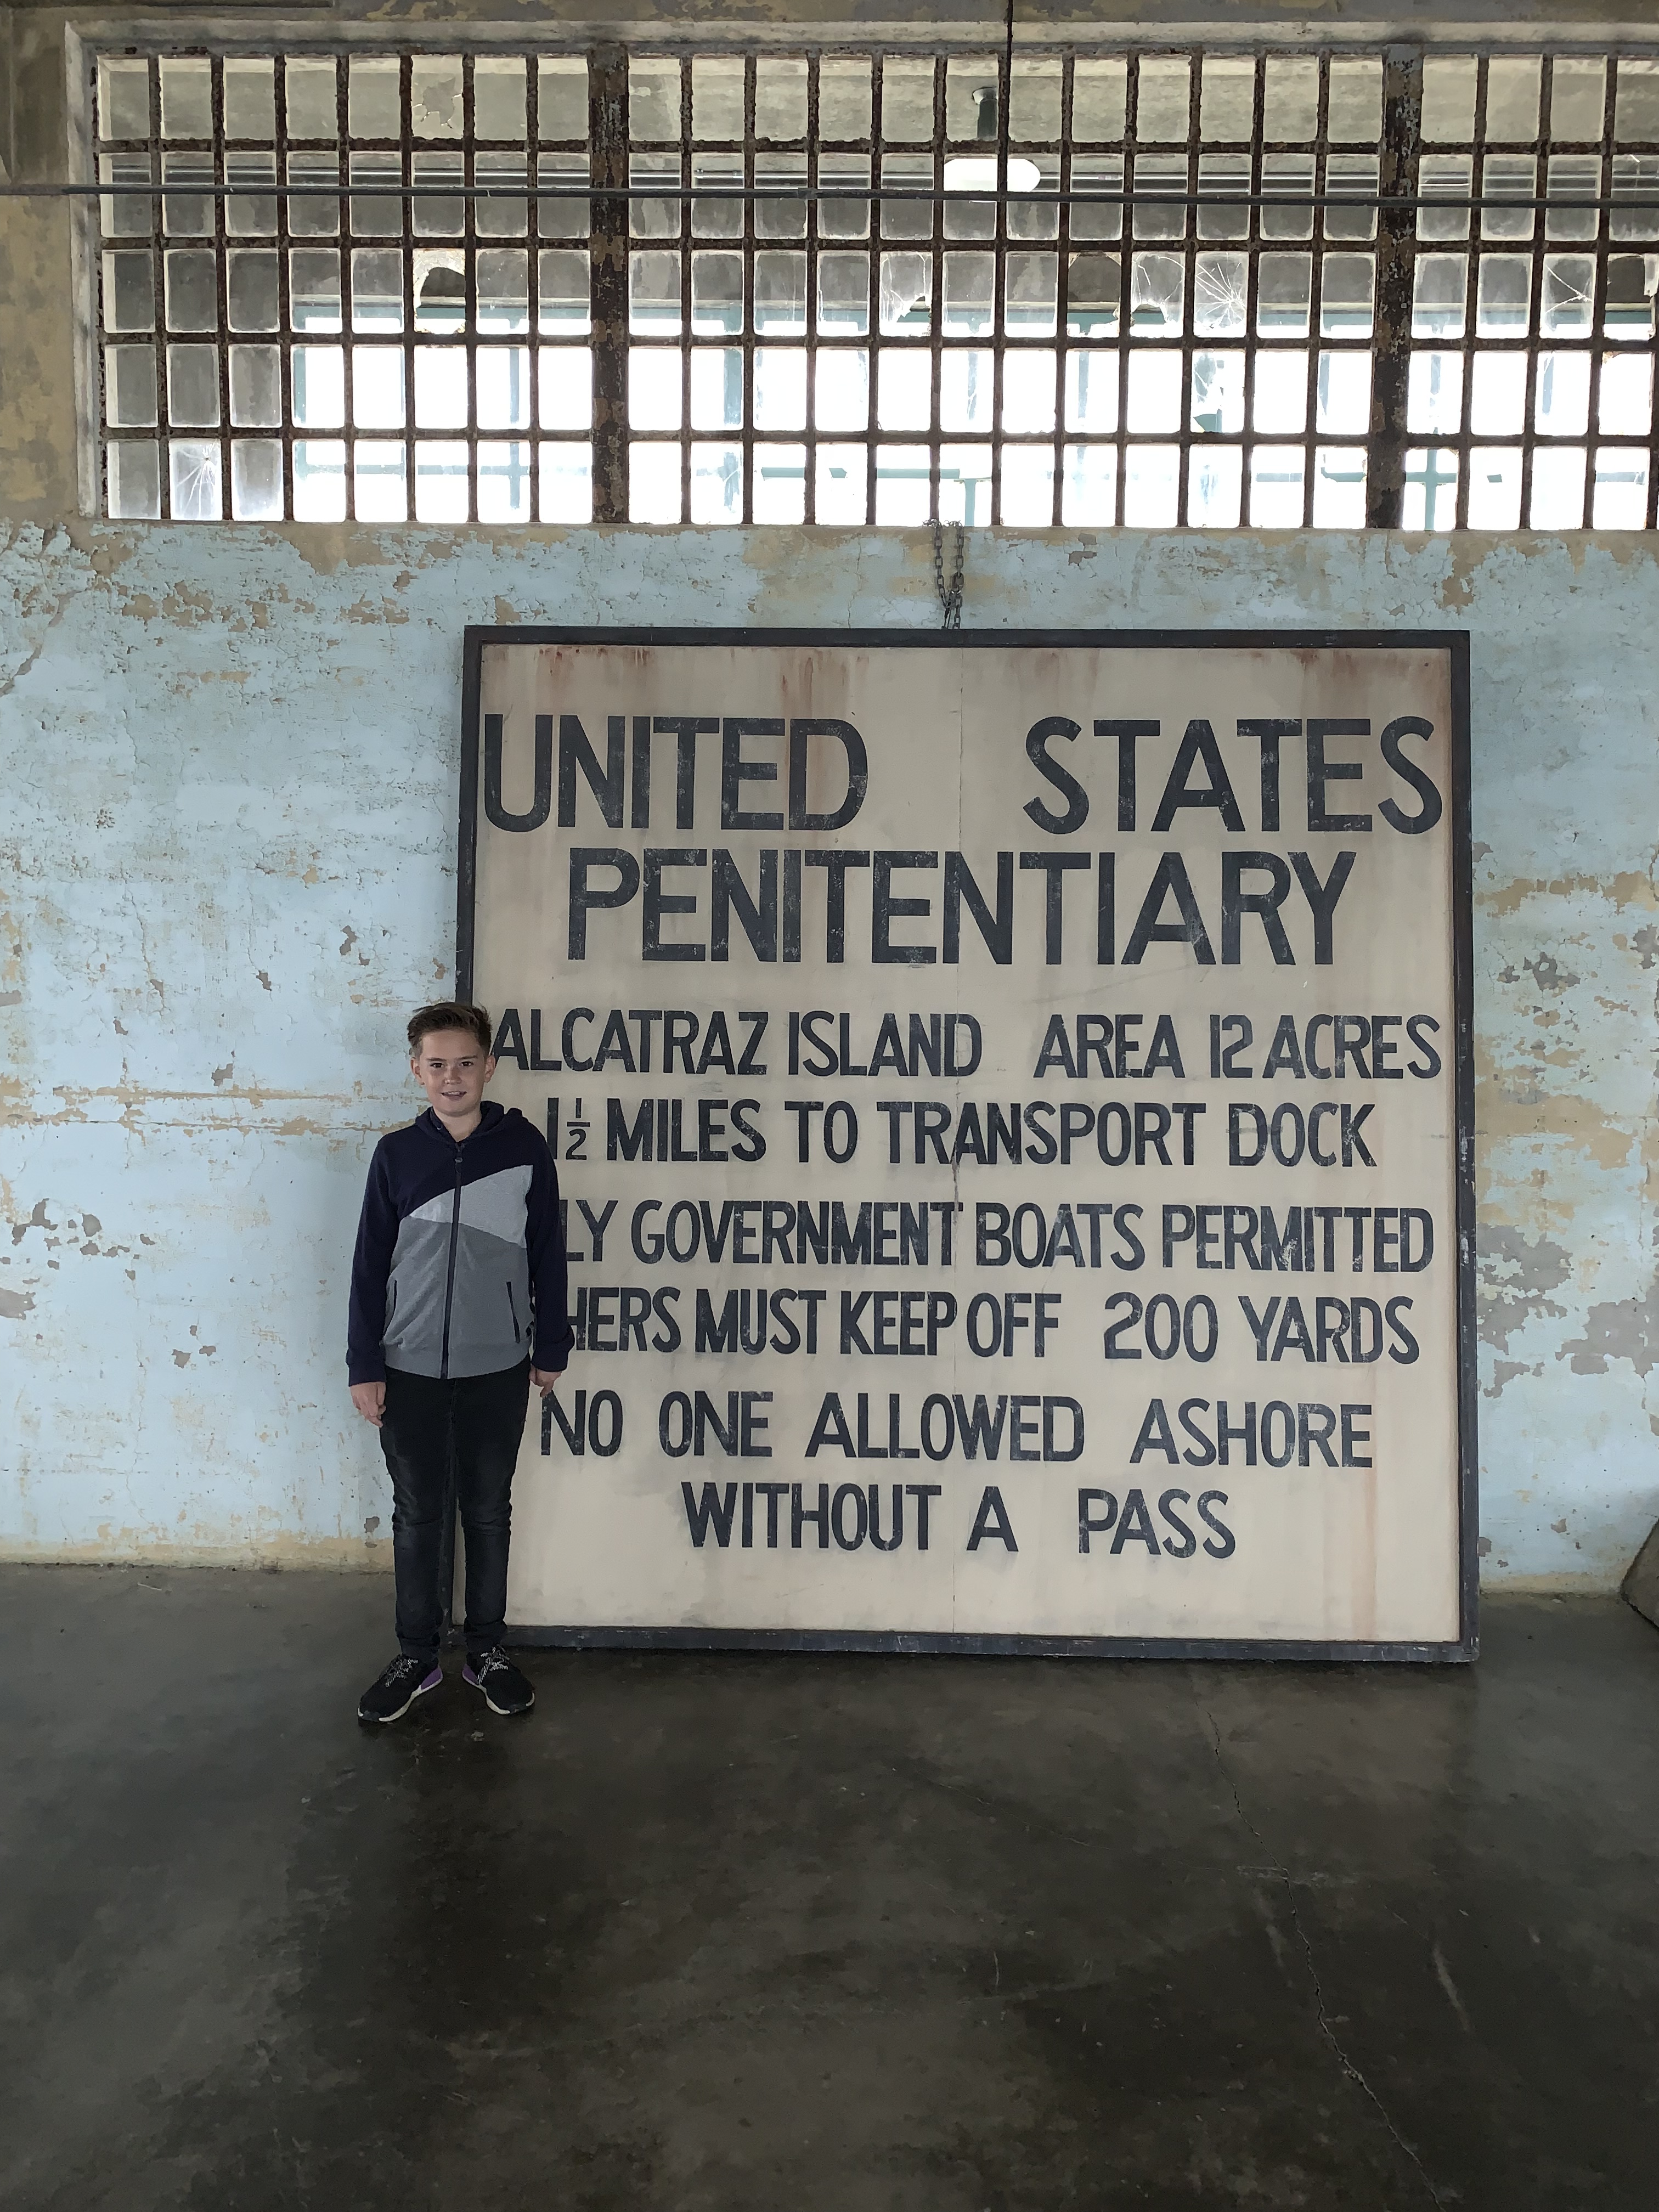 UNITED STATES
PENITENTIARY
ALCATRAZ ISLAND AREA 12 ACRES
1½ MILES TO TRANSPORT DOCK
LY GOVERNMENT BOATS PERMITTED
HERS MUST KEEP OFF 200 YARDS
NO ONE ALLOWED ASHORE
WITHOUT A PASS